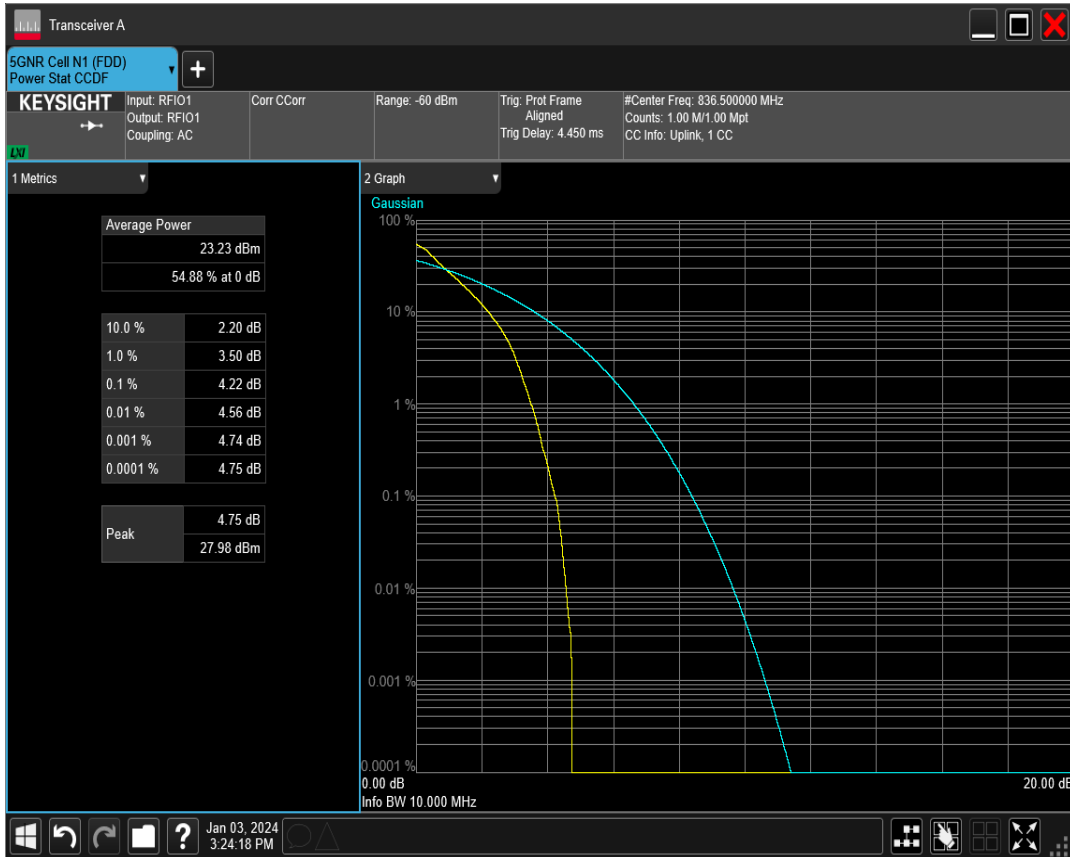 Transceiver A
5GNR Cell N1 (FDD)
Power Stat CCDF
+
KEYSIGHT
LXI
Input: RFIO1
Output: RFIO1
Coupling: AC
Corr CCorr
Range: -60 dBm
Trig: Prot Frame
Aligned
Trig Delay: 4.450 ms
#Center Freq: 836.500000 MHz
Counts: 1.00 M/1.00 Mpt
CC Info: Uplink, 1 CC
1 Metrics
Average Power
23.23 dBm
54.88 % at 0 dB
10.0 % 2.20 dB
1.0 % 3.50 dB
0.1 % 4.22 dB
0.01 % 4.56 dB
0.001 % 4.74 dB
0.0001 % 4.75 dB
Peak 4.75 dB
27.98 dBm
2 Graph
Gaussian
100 %
10 %
1 %
0.1 %
0.01 %
0.001 %
0.0001 %
0.00 dB 20.00 dB
Info BW 10.000 MHz
?
Jan 03, 2024
3:24:18 PM